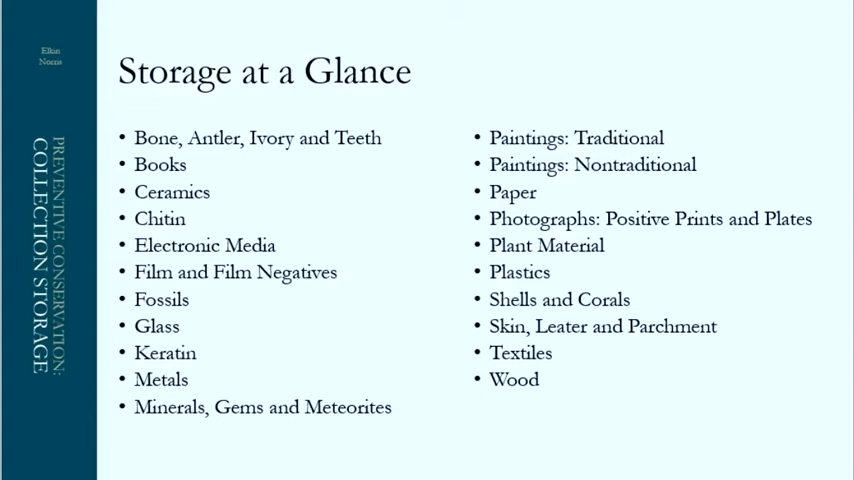 Elkin
Norris
PREVENTIVE CONSERVATION:
COLLECTION STORAGE
Storage at a Glance
• Bone, Antler, Ivory and Teeth
• Books
• Ceramics
• Chitin
• Electronic Media
• Film and Film Negatives
• Fossils
• Glass
• Keratin
• Metals
• Minerals, Gems and Meteorites
• Paintings: Traditional
• Paintings: Nontraditional
• Paper
• Photographs: Positive Prints and Plates
• Plant Material
• Plastics
• Shells and Corals
• Skin, Leater and Parchment
• Textiles
• Wood